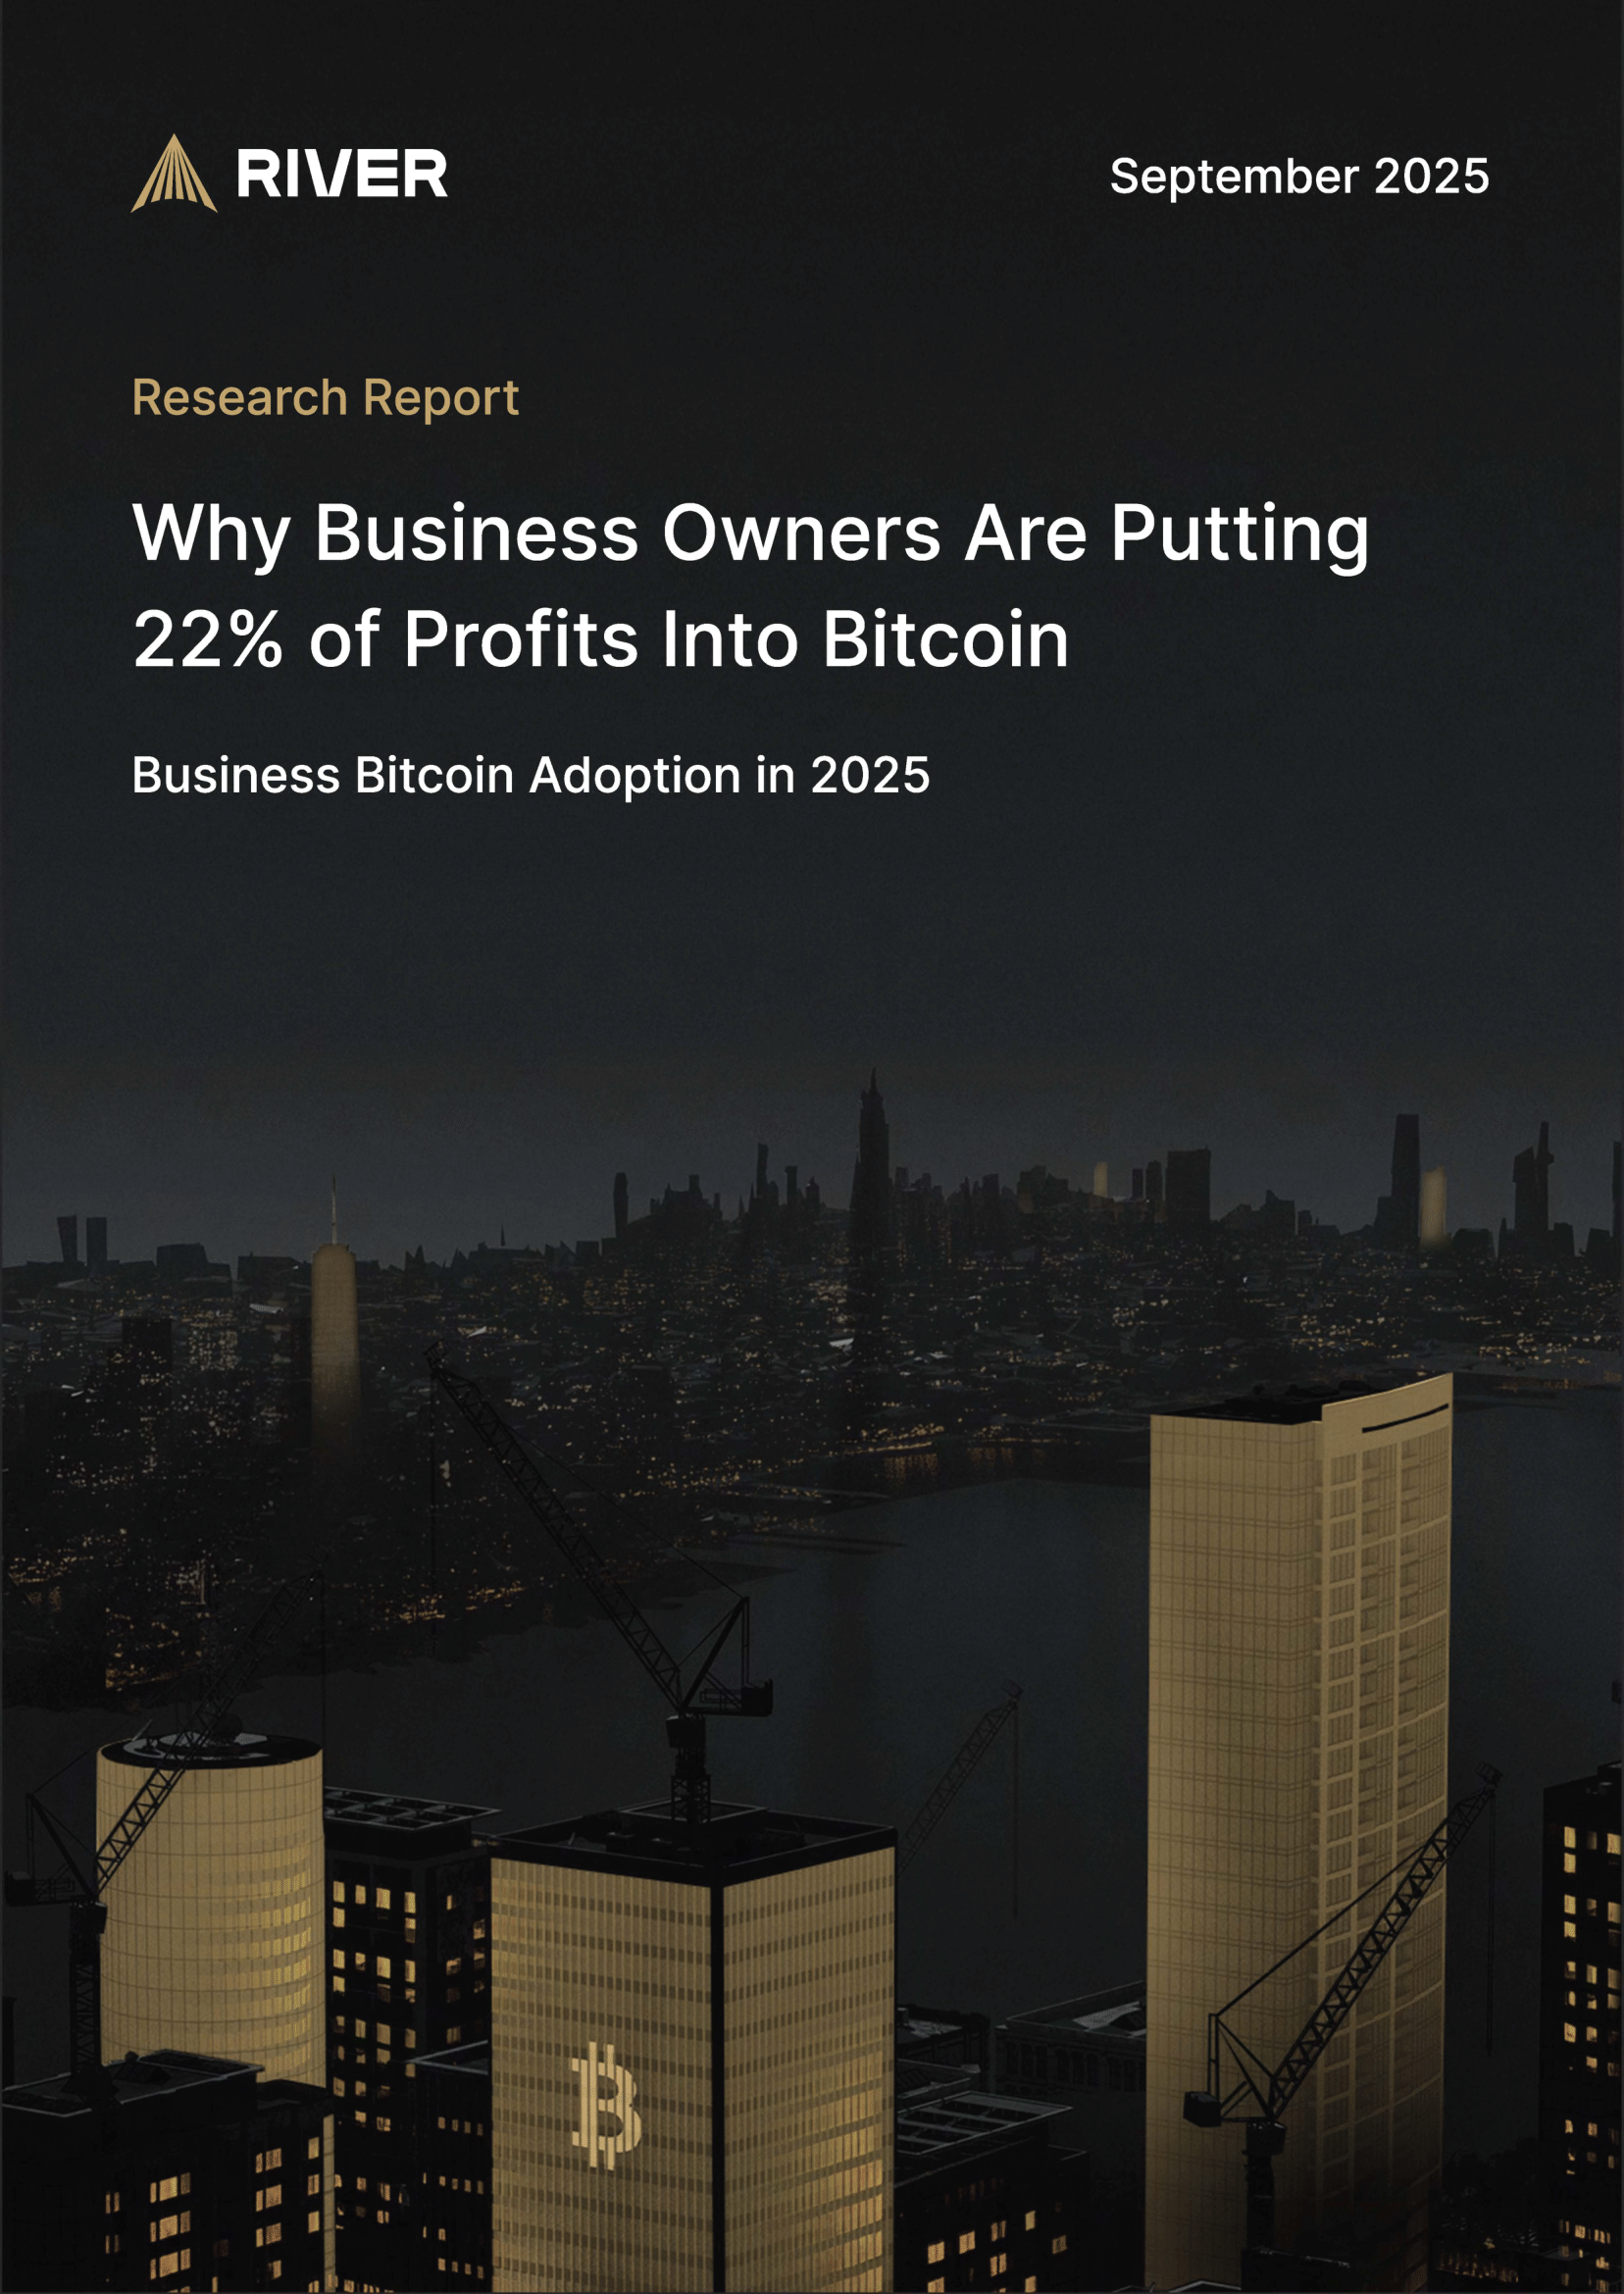 RIVER
September 2025
Research Report
Why Business Owners Are Putting
22% of Profits Into Bitcoin
Business Bitcoin Adoption in 2025